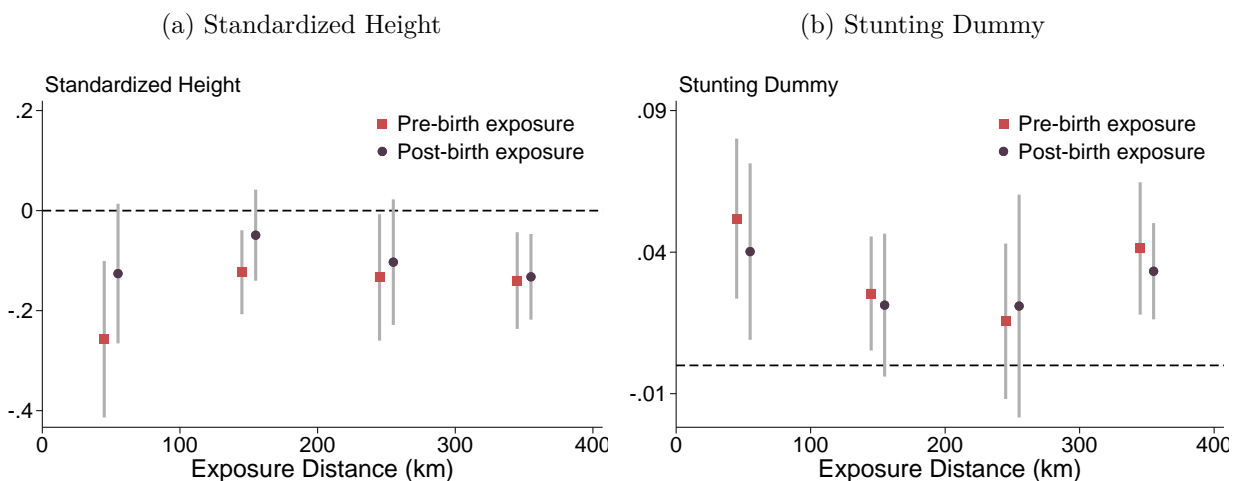 (a) Standardized Height
Standardized Height
.2
0
-.2
-.4
Pre-birth exposure
Post-birth exposure
0 100 200 300 400
Exposure Distance (km)
(b) Stunting Dummy
Stunting Dummy
.09
.04
-.01
Pre-birth exposure
Post-birth exposure
0 100 200 300 400
Exposure Distance (km)